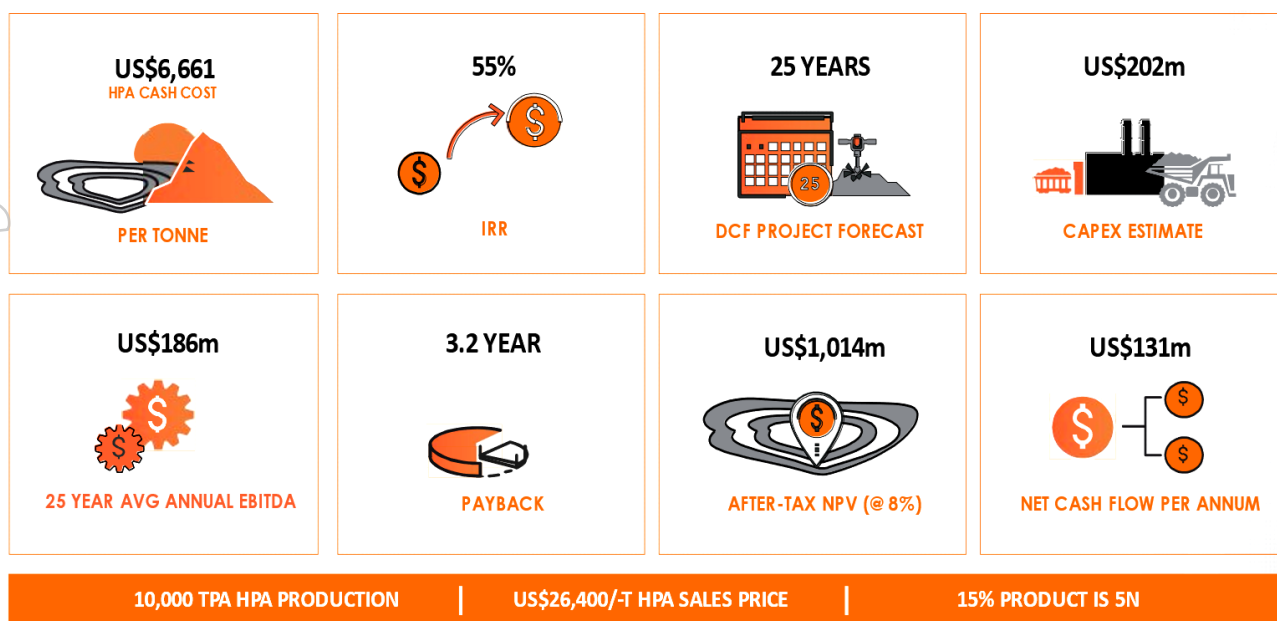 US$6,661
HPA CASH COST
PER TONNE
55%
$
$
IRR
25 YEARS
25
DCF PROJECT FORECAST
US$202m
CAPEX ESTIMATE
US$186m
$
$
25 YEAR AVG ANNUAL EBITDA
3.2 YEAR
PAYBACK
US$1,014m
$
AFTER-TAX NPV (@ 8%)
US$131m
$
$
$
NET CASH FLOW PER ANNUM
10,000 TPA HPA PRODUCTION
US$26,400/-T HPA SALES PRICE
15% PRODUCT IS 5N